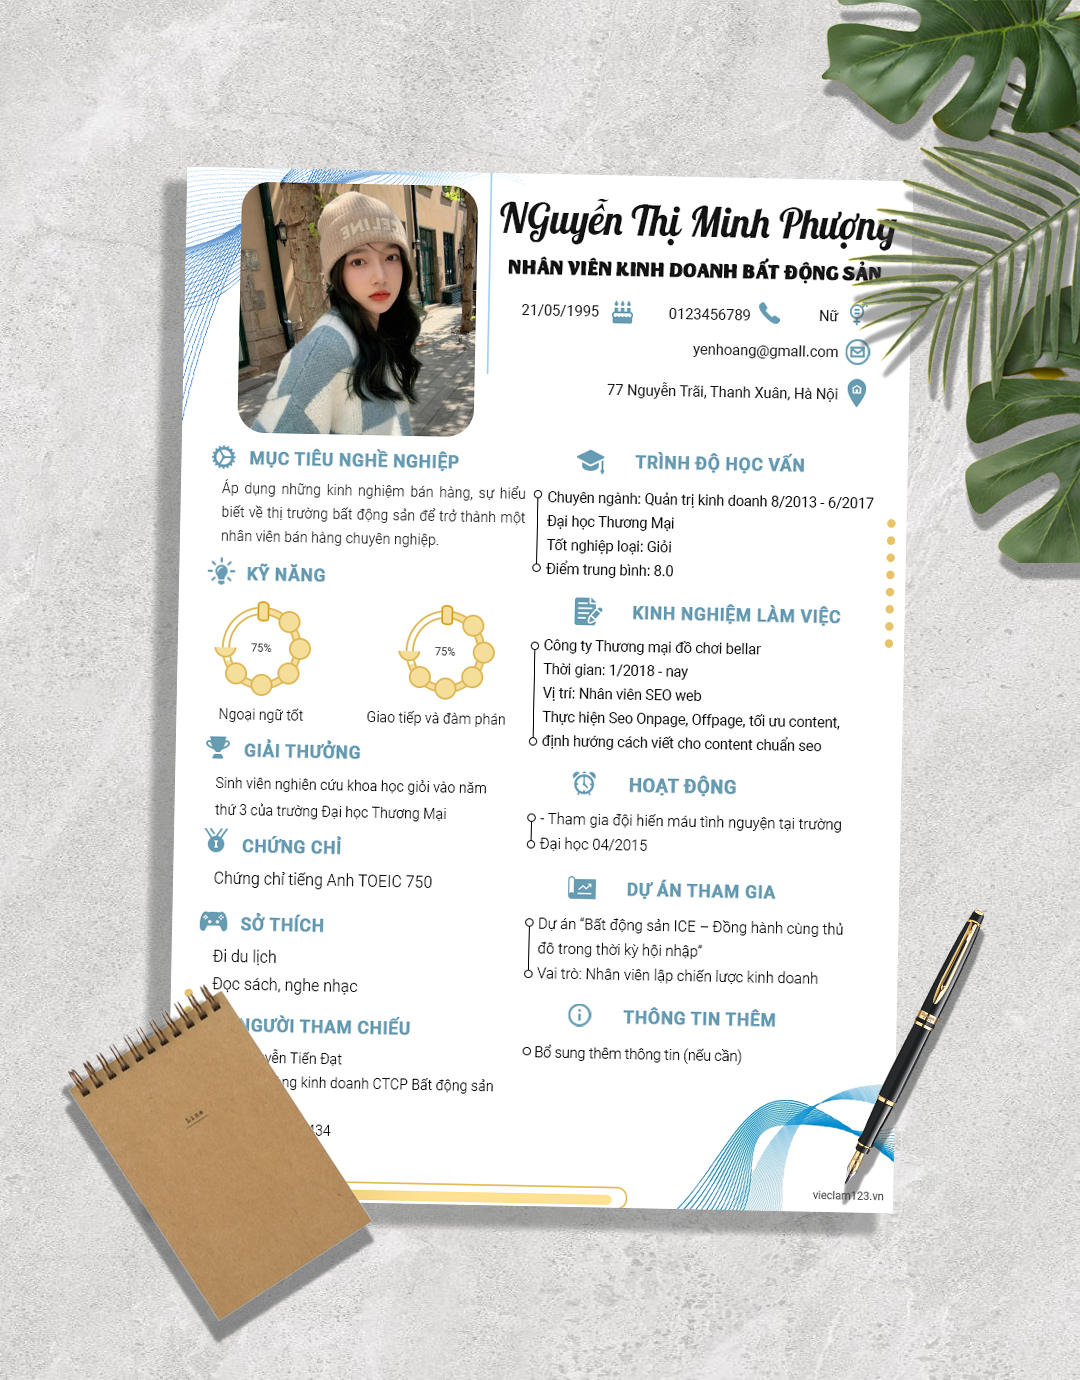 NGuyễn Thị Minh Phượng
NHÂN VIÊN KINH DOANH BẤT ĐỘNG SẢN
21/05/1995
0123456789
Nữ
yenhoang@gmall.com
77 Nguyễn Trãi, Thanh Xuân, Hà Nội
MỤC TIÊU NGHỀ NGHIỆP
Áp dụng những kinh nghiệm bán hàng, sự hiểu
biết về thị trường bất động sản để trở thành một
nhân viên bán hàng chuyên nghiệp.
KỸ NĂNG
75%
75%
Ngoại ngữ tốt
Giao tiếp và đàm phán
GIẢI THƯỞNG
Sinh viên nghiên cứu khoa học giỏi vào năm
thứ 3 của trường Đại học Thương Mại
CHỨNG CHỈ
Chứng chỉ tiếng Anh TOEIC 750
SỞ THÍCH
Đi du lịch
Đọc sách, nghe nhạc
NGƯỜI THAM CHIẾU
Tiến Đạt
kinh doanh CTCP Bất động sản
434
TRÌNH ĐỘ HỌC VẤN
Chuyên ngành: Quản trị kinh doanh 8/2013 - 6/2017
Đại học Thương Mại
Tốt nghiệp loại: Giỏi
Điểm trung bình: 8.0
KINH NGHIỆM LÀM VIỆC
Công ty Thương mại đồ chơi bellar
Thời gian: 1/2018 - nay
Vị trí: Nhân viên SEO web
Thực hiện Seo Onpage, Offpage, tối ưu content,
định hướng cách viết cho content chuẩn seo
HOẠT ĐỘNG
- Tham gia đội hiến máu tình nguyện tại trường
Đại học 04/2015
DỰ ÁN THAM GIA
Dự án "Bất động sản ICE – Đồng hành cùng thủ
đô trong thời kỳ hội nhập"
Vai trò: Nhân viên lập chiến lược kinh doanh
THÔNG TIN THÊM
Bổ sung thêm thông tin (nếu cần)
vieclam123.vn